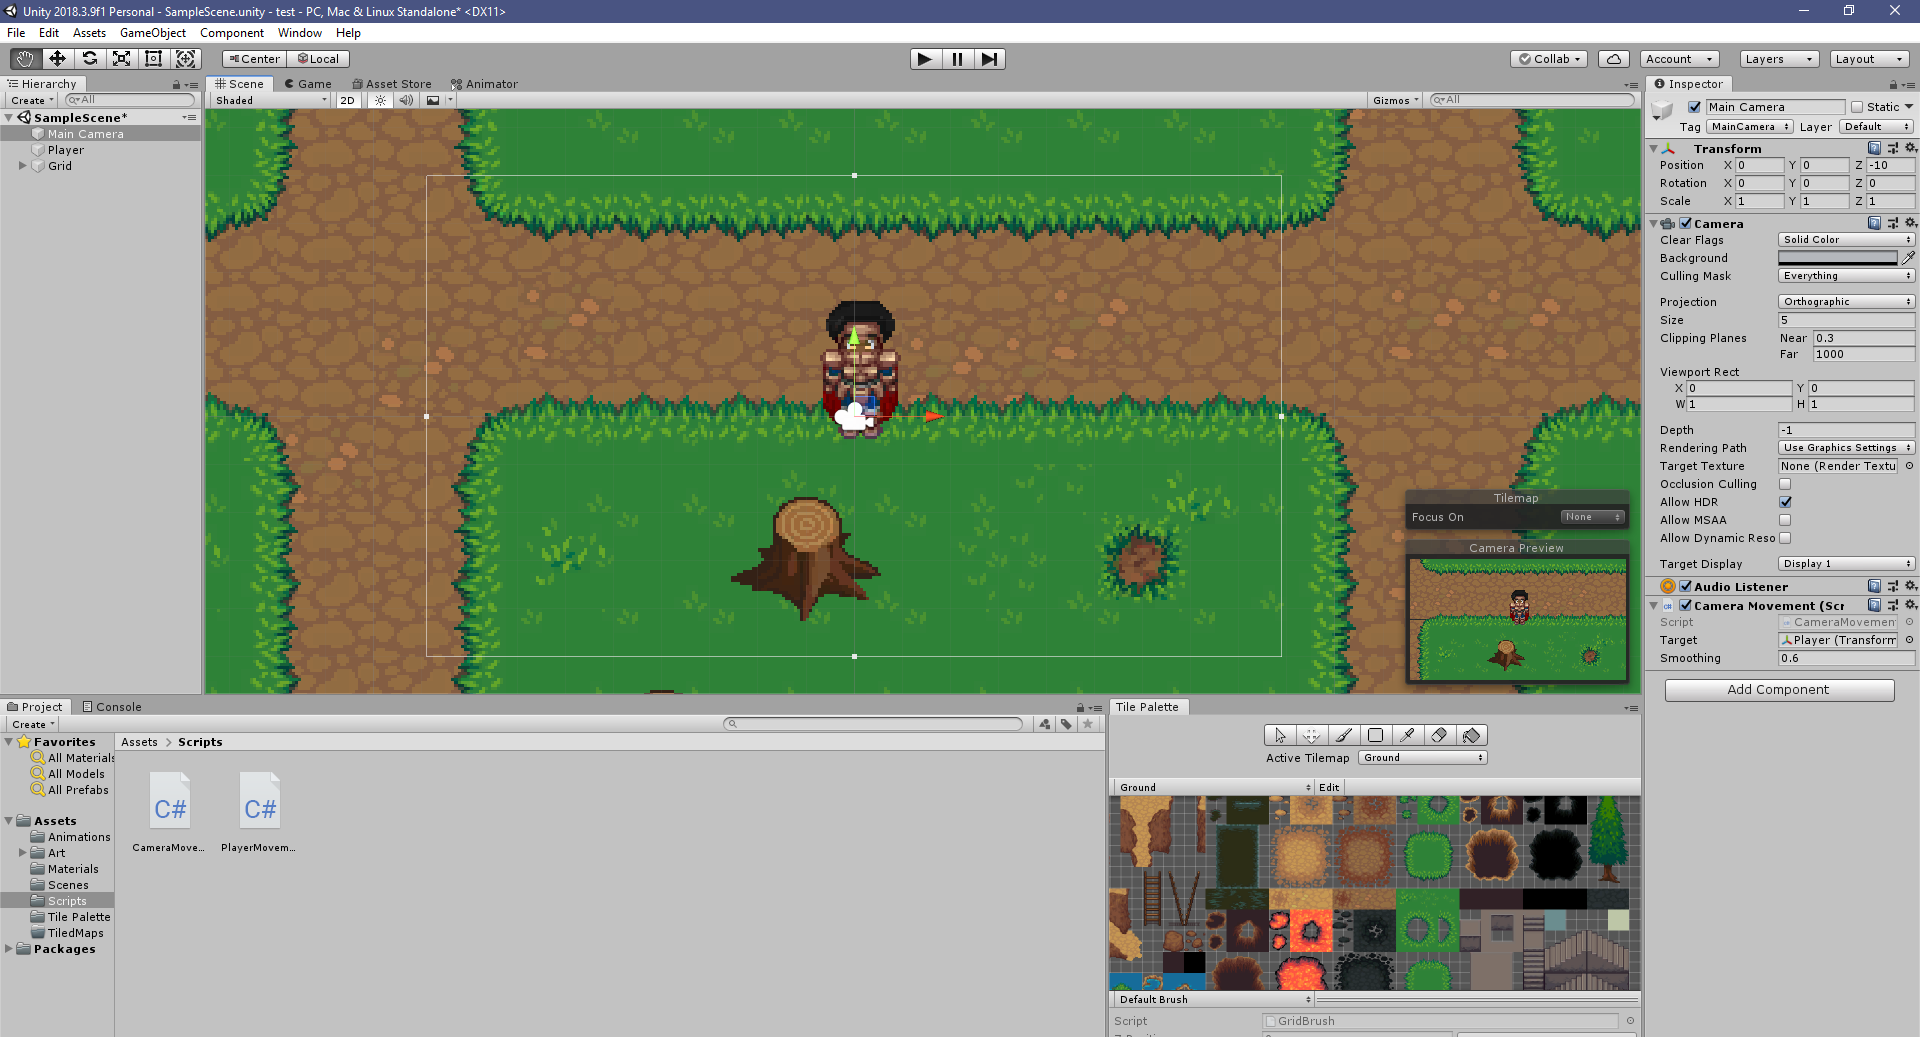 Unity 2018.3.9f1 Personal - SampleScene.unity - test - PC, Mac & Linux Standalone* <DX11>
File Edit Assets GameObject Component Window Help
Center Local Collab Account Layers Layout
Hierarchy
Create All
SampleScene*
Main Camera
Player
Grid
Scene Game Asset Store Animator
Shaded 2D Gizmos All
Tilemap
Focus On None
Camera Preview
Inspector
Main Camera Static
Tag MainCamera Layer Default
Transform
Position X 0 Y 0 Z -10
Rotation X 0 Y 0 Z 0
Scale X 1 Y 1 Z 1
Camera
Clear Flags Solid Color
Background
Culling Mask Everything
Projection Orthographic
Size 5
Clipping Planes Near 0.3
Far 1000
Viewport Rect
X 0 Y 0
W 1 H 1
Depth -1
Rendering Path Use Graphics Settings
Target Texture None (Render Textu
Occlusion Culling
Allow HDR
Allow MSAA
Allow Dynamic Reso
Target Display Display 1
Audio Listener
Camera Movement (Scr
Script CameraMovemen
Target Player (Transform
Smoothing 0.6
Add Component
Project Console
Create
Favorites
All Materials
All Models
All Prefabs
Assets
Animations
Art
Materials
Scenes
Scripts
Tile Palette
TiledMaps
Packages
Assets > Scripts
C# C#
CameraMove... PlayerMovem...
Tile Palette
Active Tilemap Ground
Ground Edit
Default Brush
Script GridBrush